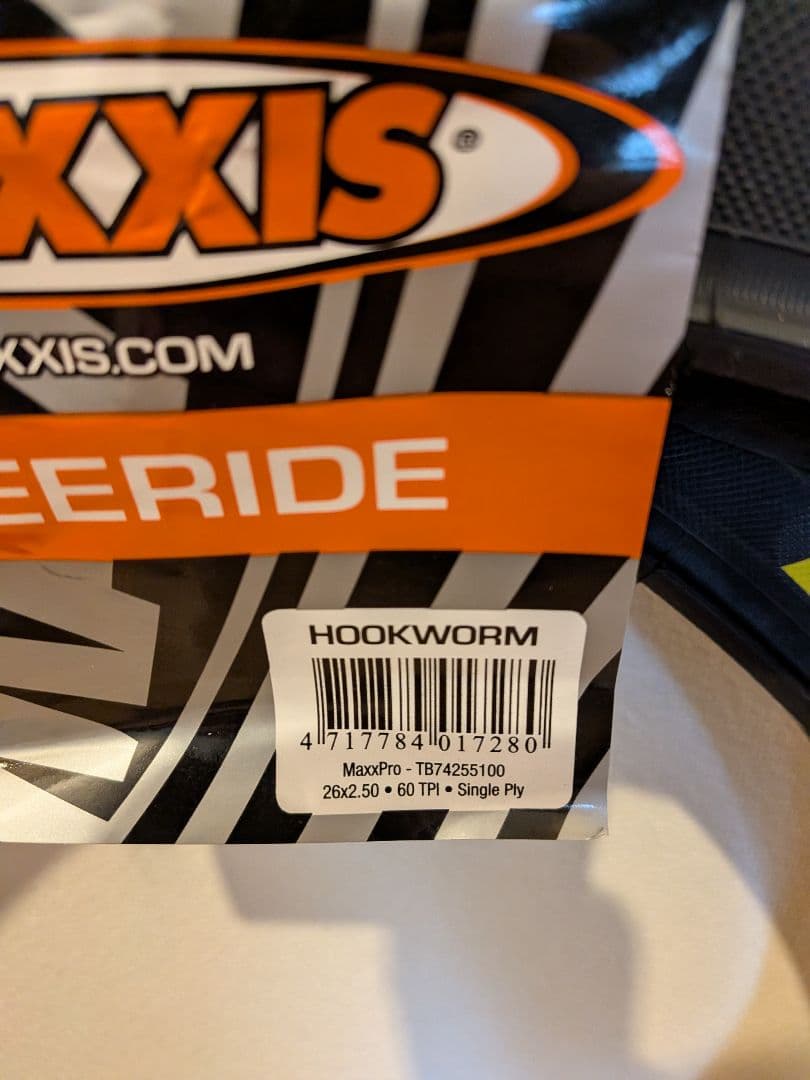 XXIS®
XXIS.COM
EERIDE
HOOKWORM
4 717784 017280
MaxxPro - TB74255100
26x2.50 • 60 TPI • Single Ply